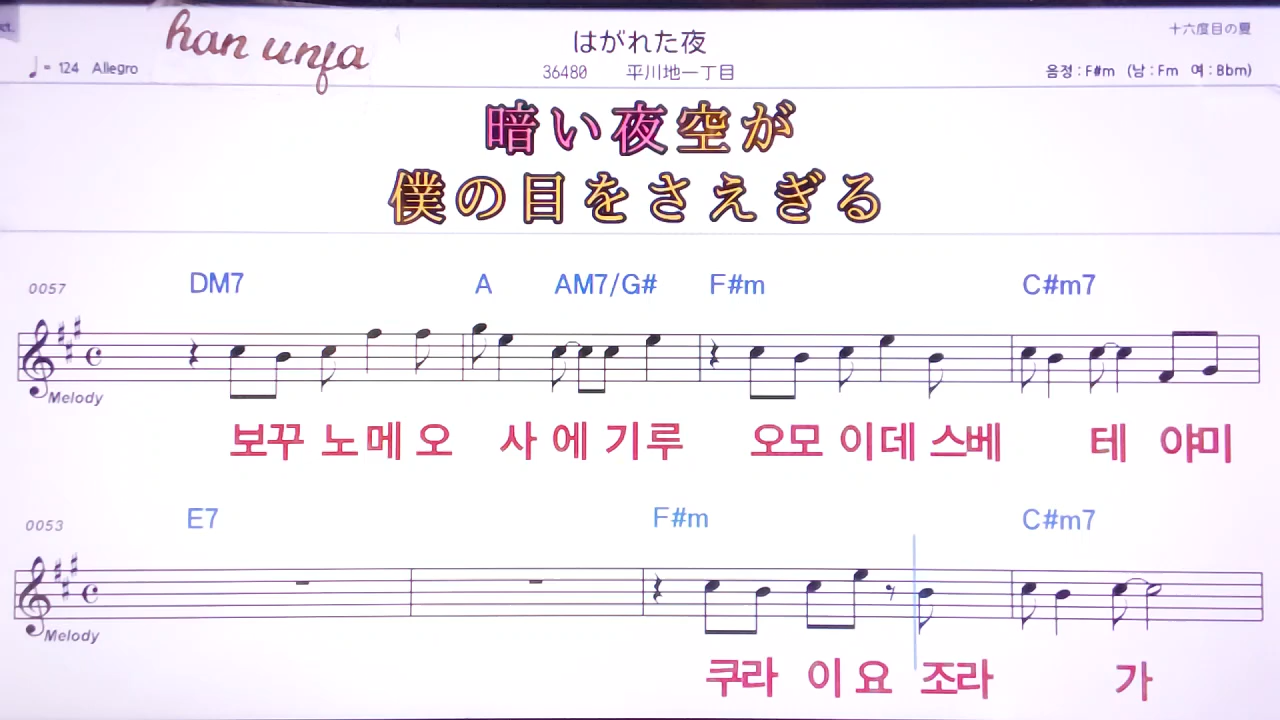 ct.
han unja
はがれた夜
十六度目の夏
♩= 124 Allegro
36480 平川地一丁目
음정 : F#m (남 : Fm 여 : Bbm)
暗い夜空が
僕の目をさえぎる
0057
DM7 A AM7/G# F#m C#m7
Melody
보꾸 노 메 오 사 에 기 루 오모 이 데 스베 테 야미
0053
E7 F#m C#m7
Melody
쿠라 이 요 조라 가